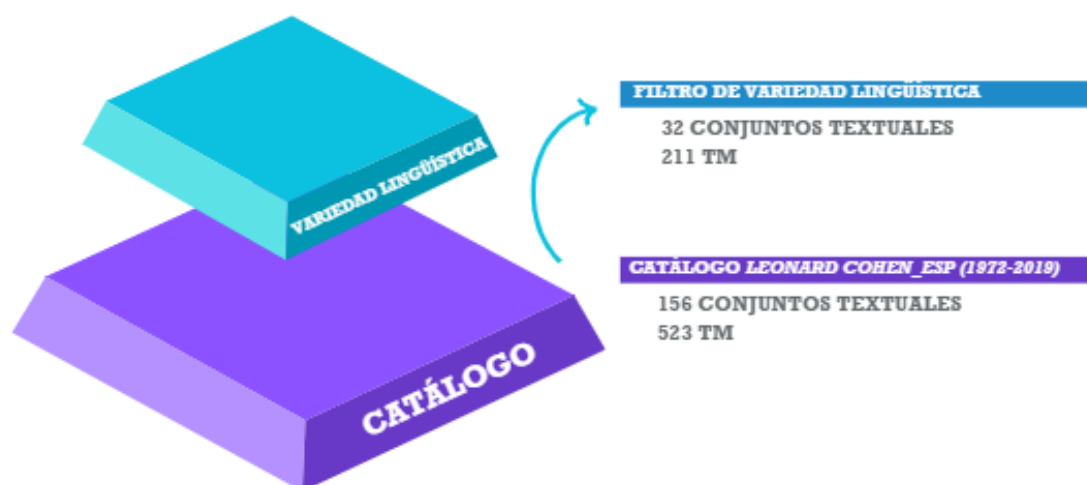 VARIEDAD LINGÜÍSTICA
CATÁLOGO
FILTRO DE VARIEDAD LINGÜÍSTICA
32 CONJUNTOS TEXTUALES
211 TM
CATÁLOGO LEONARD COHEN_ESP (1972-2019)
156 CONJUNTOS TEXTUALES
523 TM